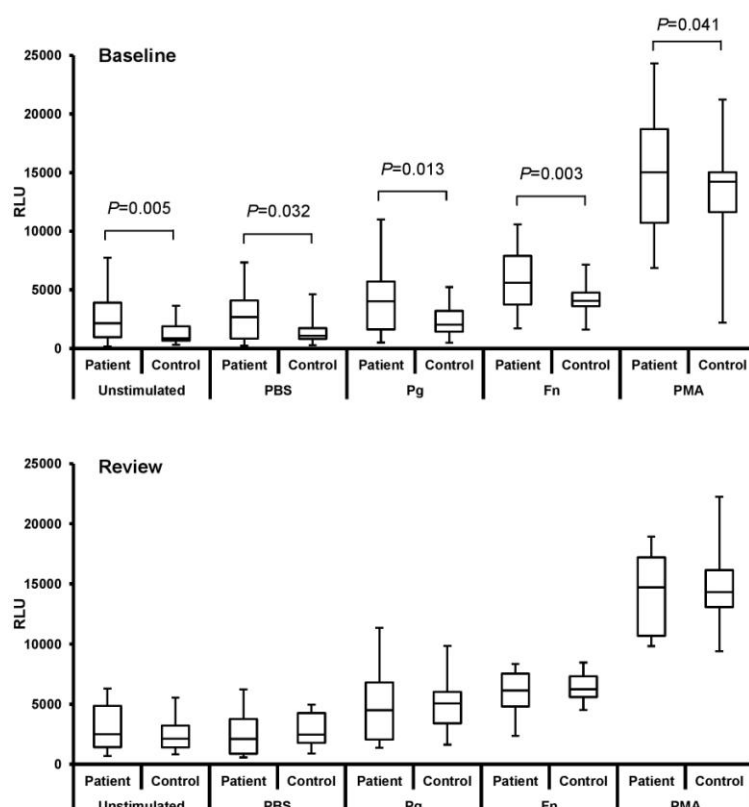 Baseline
P=0.041
25000
20000
P=0.013
P=0.003
15000
P=0.005
P=0.032
RLU
10000
5000
0
Patient Control Patient Control Patient Control Patient Control Patient Control
Unstimulated PBS Pg Fn PMA
Review
25000
20000
15000
RLU
10000
5000
0
Patient Control Patient Control Patient Control Patient Control Patient Control
Unstimulated PBS Pg Fn PMA